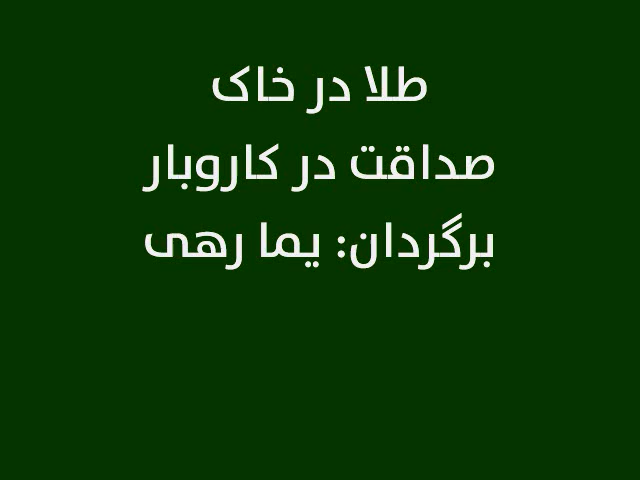 طلا در خاک
صداقت در کاروبار
برگردان: یما رهی